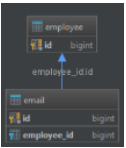 employee
id bigint
employee_id:id
email
id bigint
employee_id bigint